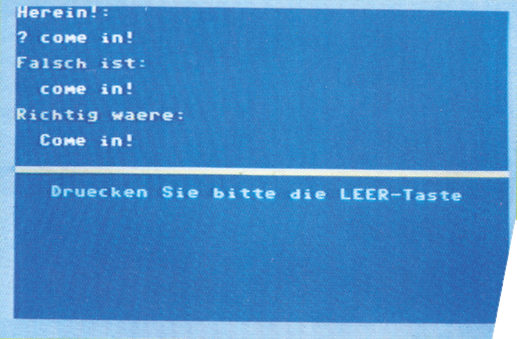 Herein!:
? come in!
Falsch ist:
come in!
Richtig waere:
Come in!
Druecken Sie bitte die LEER-Taste